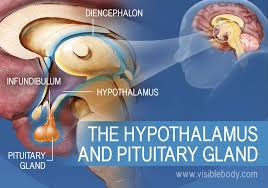 DIENCEPHALON
INFUNDIBULUM
HYPOTHALAMUS
PITUITARY
GLAND
THE HYPOTHALAMUS
AND PITUITARY GLAND
www.visiblebody.com